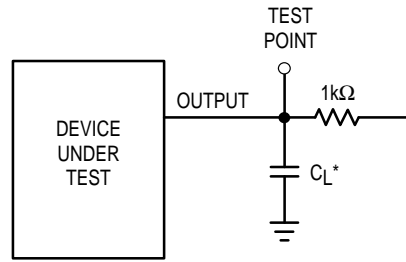 TEST
POINT
1kΩ
OUTPUT
DEVICE
UNDER
TEST
CL*